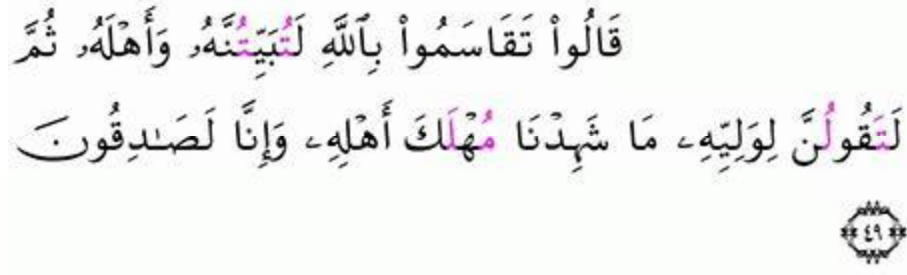 قَالُوا۟ تَقَاسَمُوا۟ بِٱللَّهِ لَتُبَيِّتُنَّهُۥ وَأَهْلَهُۥ ثُمَّ
لَتَقُولُنَّ لِوَلِيِّهِۦ مَا شَهِدْنَا مُهْلَكَ أَهْلِهِۦ وَإِنَّا لَصَـٰدِقُونَ
٤٩